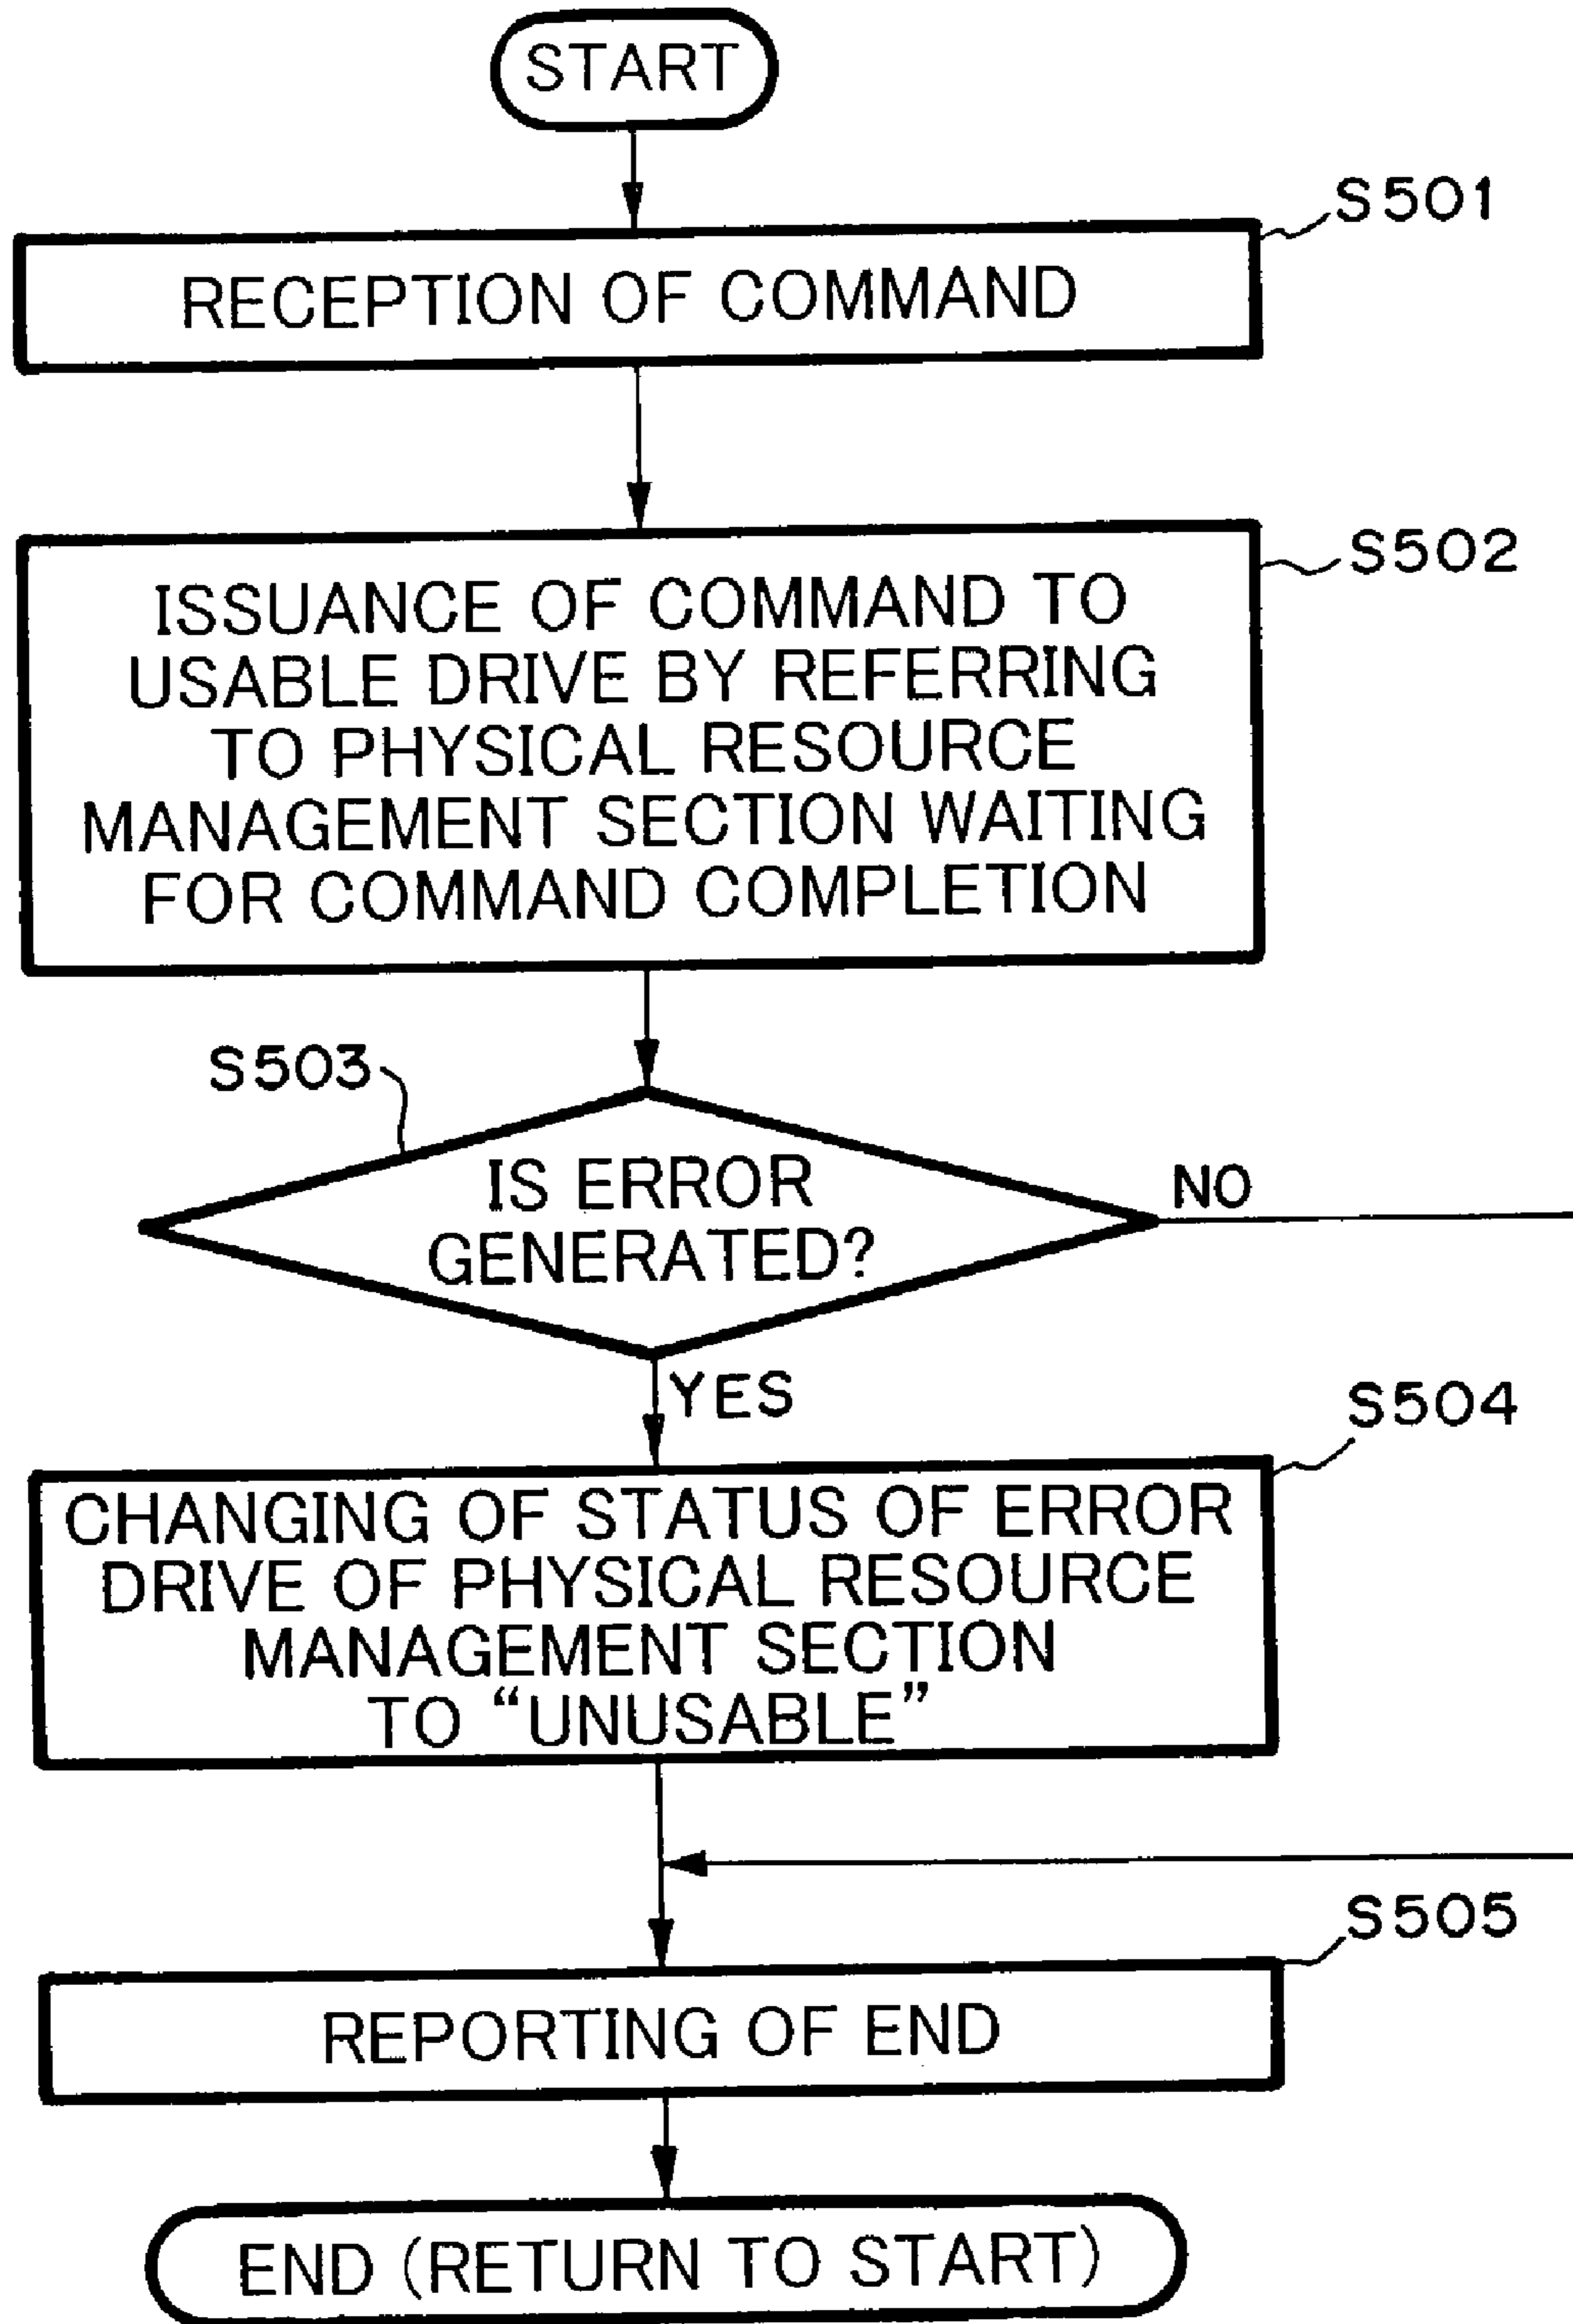 START
S501
RECEPTION OF COMMAND
S502
ISSUANCE OF COMMAND TO
USABLE DRIVE BY REFERRING
TO PHYSICAL RESOURCE
MANAGEMENT SECTION WAITING
FOR COMMAND COMPLETION
S503
IS ERROR
GENERATED?
NO
YES
S504
CHANGING OF STATUS OF ERROR
DRIVE OF PHYSICAL RESOURCE
MANAGEMENT SECTION
TO “UNUSABLE”
S505
REPORTING OF END
END (RETURN TO START)